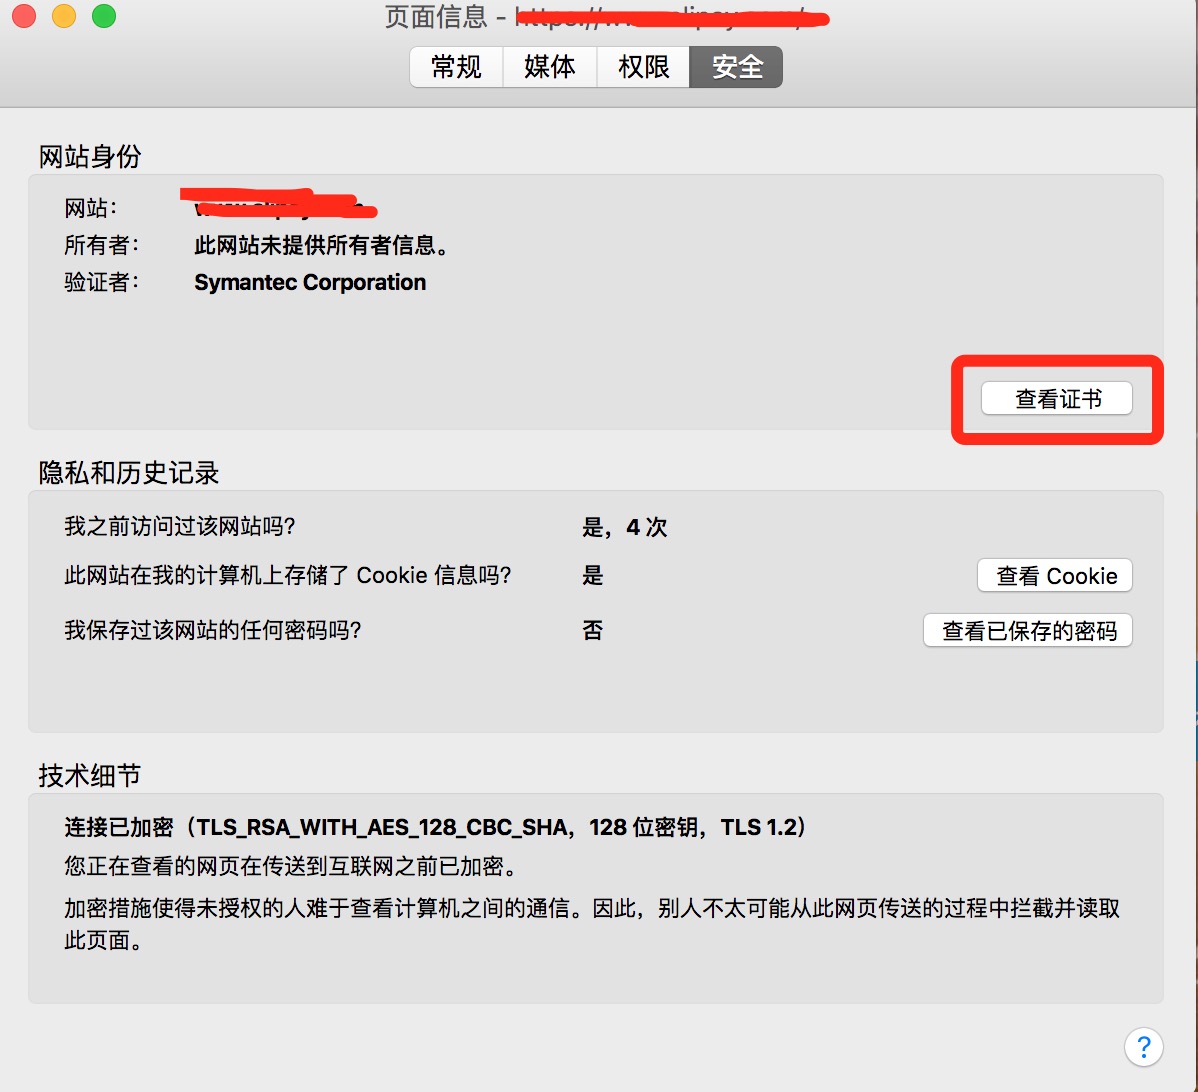 页面信息 -
常规 媒体 权限 安全
网站身份
网站：
所有者： 此网站未提供所有者信息。
验证者： Symantec Corporation
查看证书
隐私和历史记录
我之前访问过该网站吗? 是，4 次
此网站在我的计算机上存储了 Cookie 信息吗? 是 查看 Cookie
我保存过该网站的任何密码吗? 否 查看已保存的密码
技术细节
连接已加密（TLS_RSA_WITH_AES_128_CBC_SHA，128 位密钥，TLS 1.2）
您正在查看的网页在传送到互联网之前已加密。
加密措施使得未授权的人难于查看计算机之间的通信。因此，别人不太可能从此网页传送的过程中拦截并读取
此页面。
?